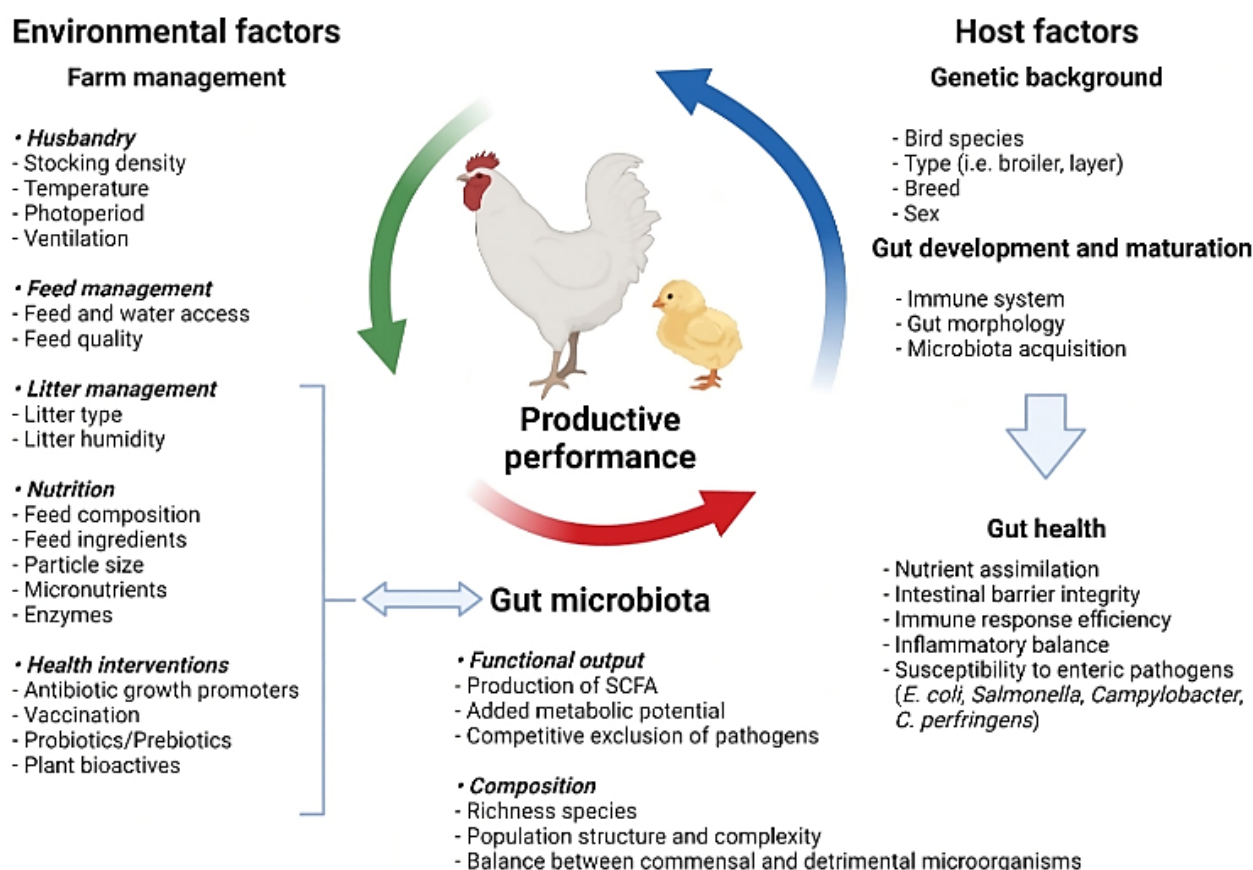 Environmental factors
Farm management
• Husbandry
- Stocking density
- Temperature
- Photoperiod
- Ventilation
• Feed management
- Feed and water access
- Feed quality
• Litter management
- Litter type
- Litter humidity
• Nutrition
- Feed composition
- Feed ingredients
- Particle size
- Micronutrients
- Enzymes
• Health interventions
- Antibiotic growth promoters
- Vaccination
- Probiotics/Prebiotics
- Plant bioactives
Productive
performance
Gut microbiota
• Functional output
- Production of SCFA
- Added metabolic potential
- Competitive exclusion of pathogens
• Composition
- Richness species
- Population structure and complexity
- Balance between commensal and detrimental microorganisms
Host factors
Genetic background
- Bird species
- Type (i.e. broiler, layer)
- Breed
- Sex
Gut development and maturation
- Immune system
- Gut morphology
- Microbiota acquisition
Gut health
- Nutrient assimilation
- Intestinal barrier integrity
- Immune response efficiency
- Inflammatory balance
- Susceptibility to enteric pathogens
(E. coli, Salmonella, Campylobacter,
C. perfringens)